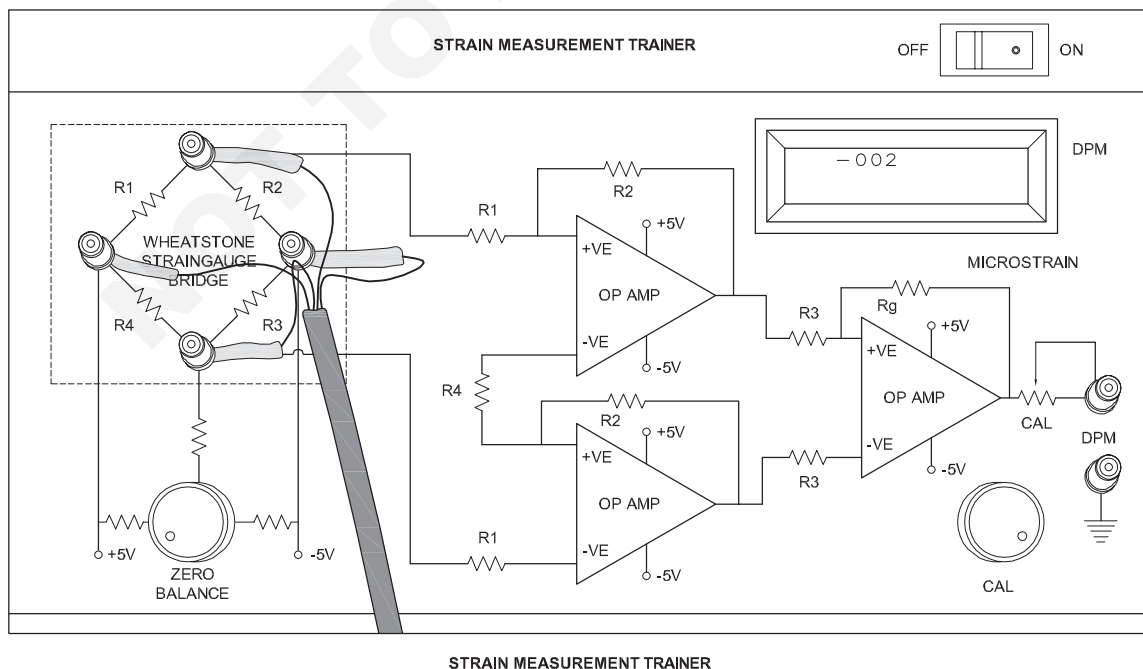 STRAIN MEASUREMENT TRAINER
OFF
ON
-002
DPM
R1
R2
WHEATSTONE
STRAINGAUGE
BRIDGE
R4
R3
+5V
-5V
ZERO
BALANCE
R1
R2
+VE
+5V
OP AMP
-VE
-5V
R4
R2
+VE
+5V
OP AMP
R1
-VE
-5V
MICROSTRAIN
R3
Rg
+VE
+5V
OP AMP
R3
-VE
-5V
CAL
DPM
CAL
STRAIN MEASUREMENT TRAINER
NOT TO